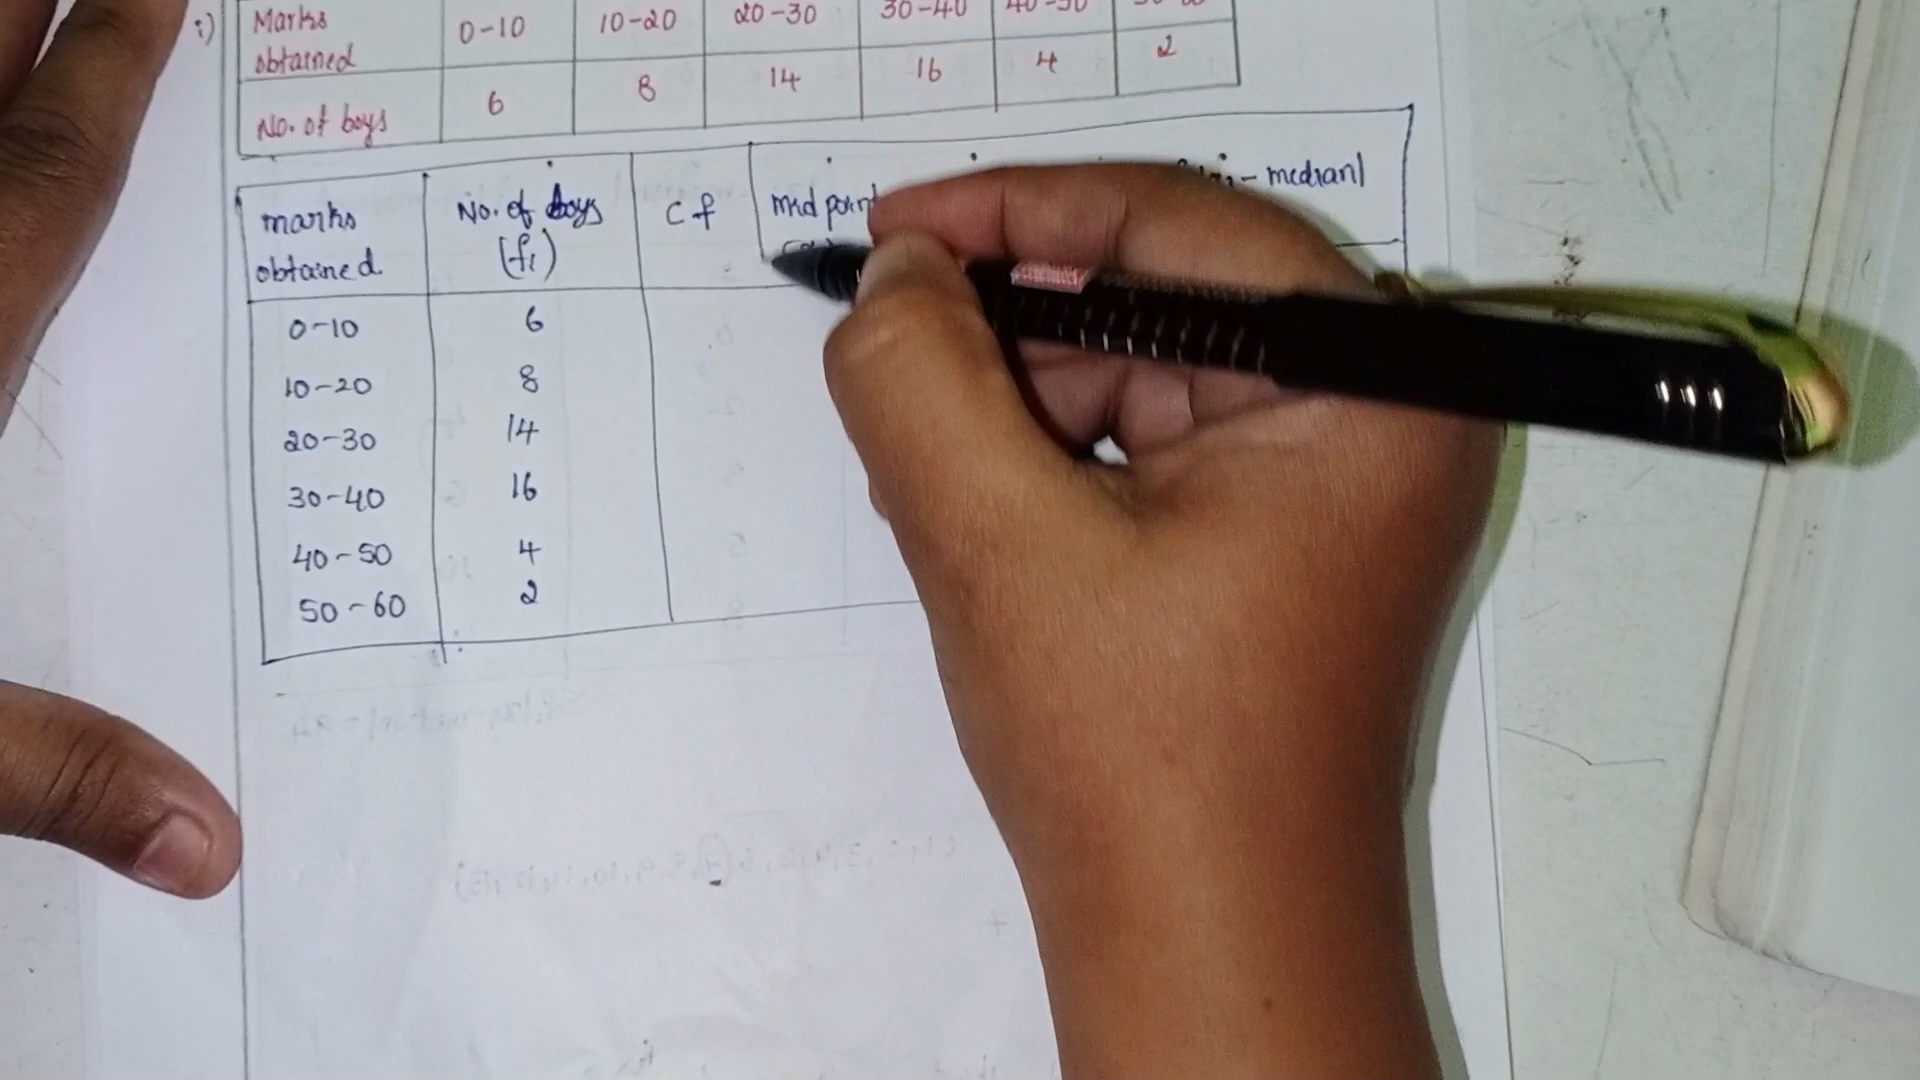 i) Marks obtained 0-10 10-20 20-30 30-40
No. of boys 6 8 14 16 4 2
marks obtained No. of boys (fi) cf mid point - median|
0-10 6
10-20 8
20-30 14
30-40 16
40-50 4
50-60 2